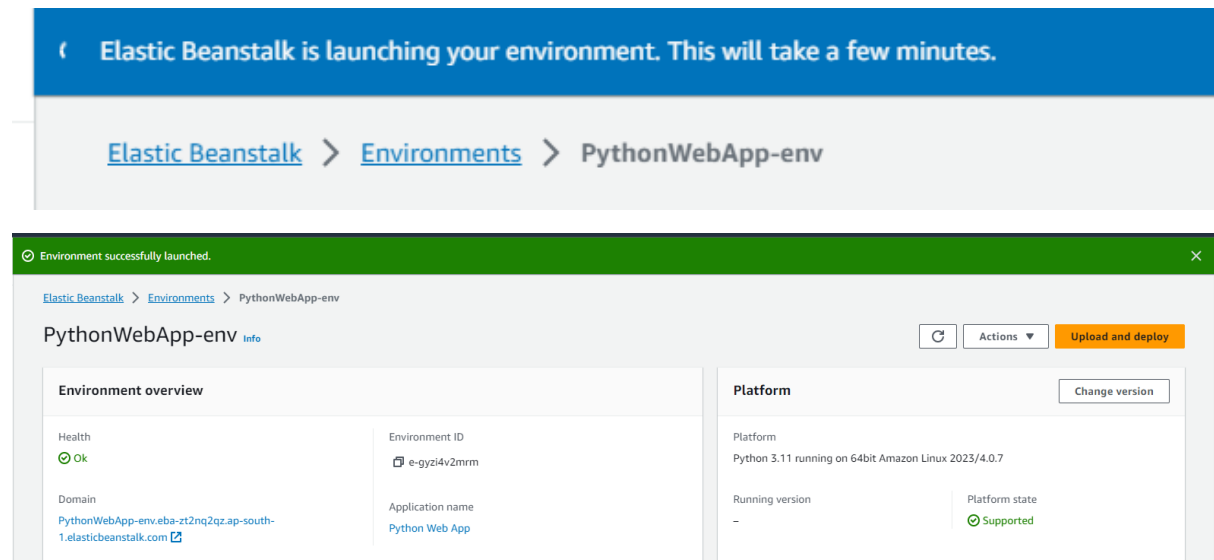 Elastic Beanstalk is launching your environment. This will take a few minutes.
Elastic Beanstalk > Environments > PythonWebApp-env
Environment successfully launched.
Elastic Beanstalk > Environments > PythonWebApp-env
PythonWebApp-env Info
Actions
Upload and deploy
Environment overview
Health
Ok
Environment ID
e-gyzi4v2mrm
Domain
PythonWebApp-env.eba-zt2nq2qz.ap-south-
1.elasticbeanstalk.com
Application name
Python Web App
Platform
Change version
Platform
Python 3.11 running on 64bit Amazon Linux 2023/4.0.7
Running version
–
Platform state
Supported